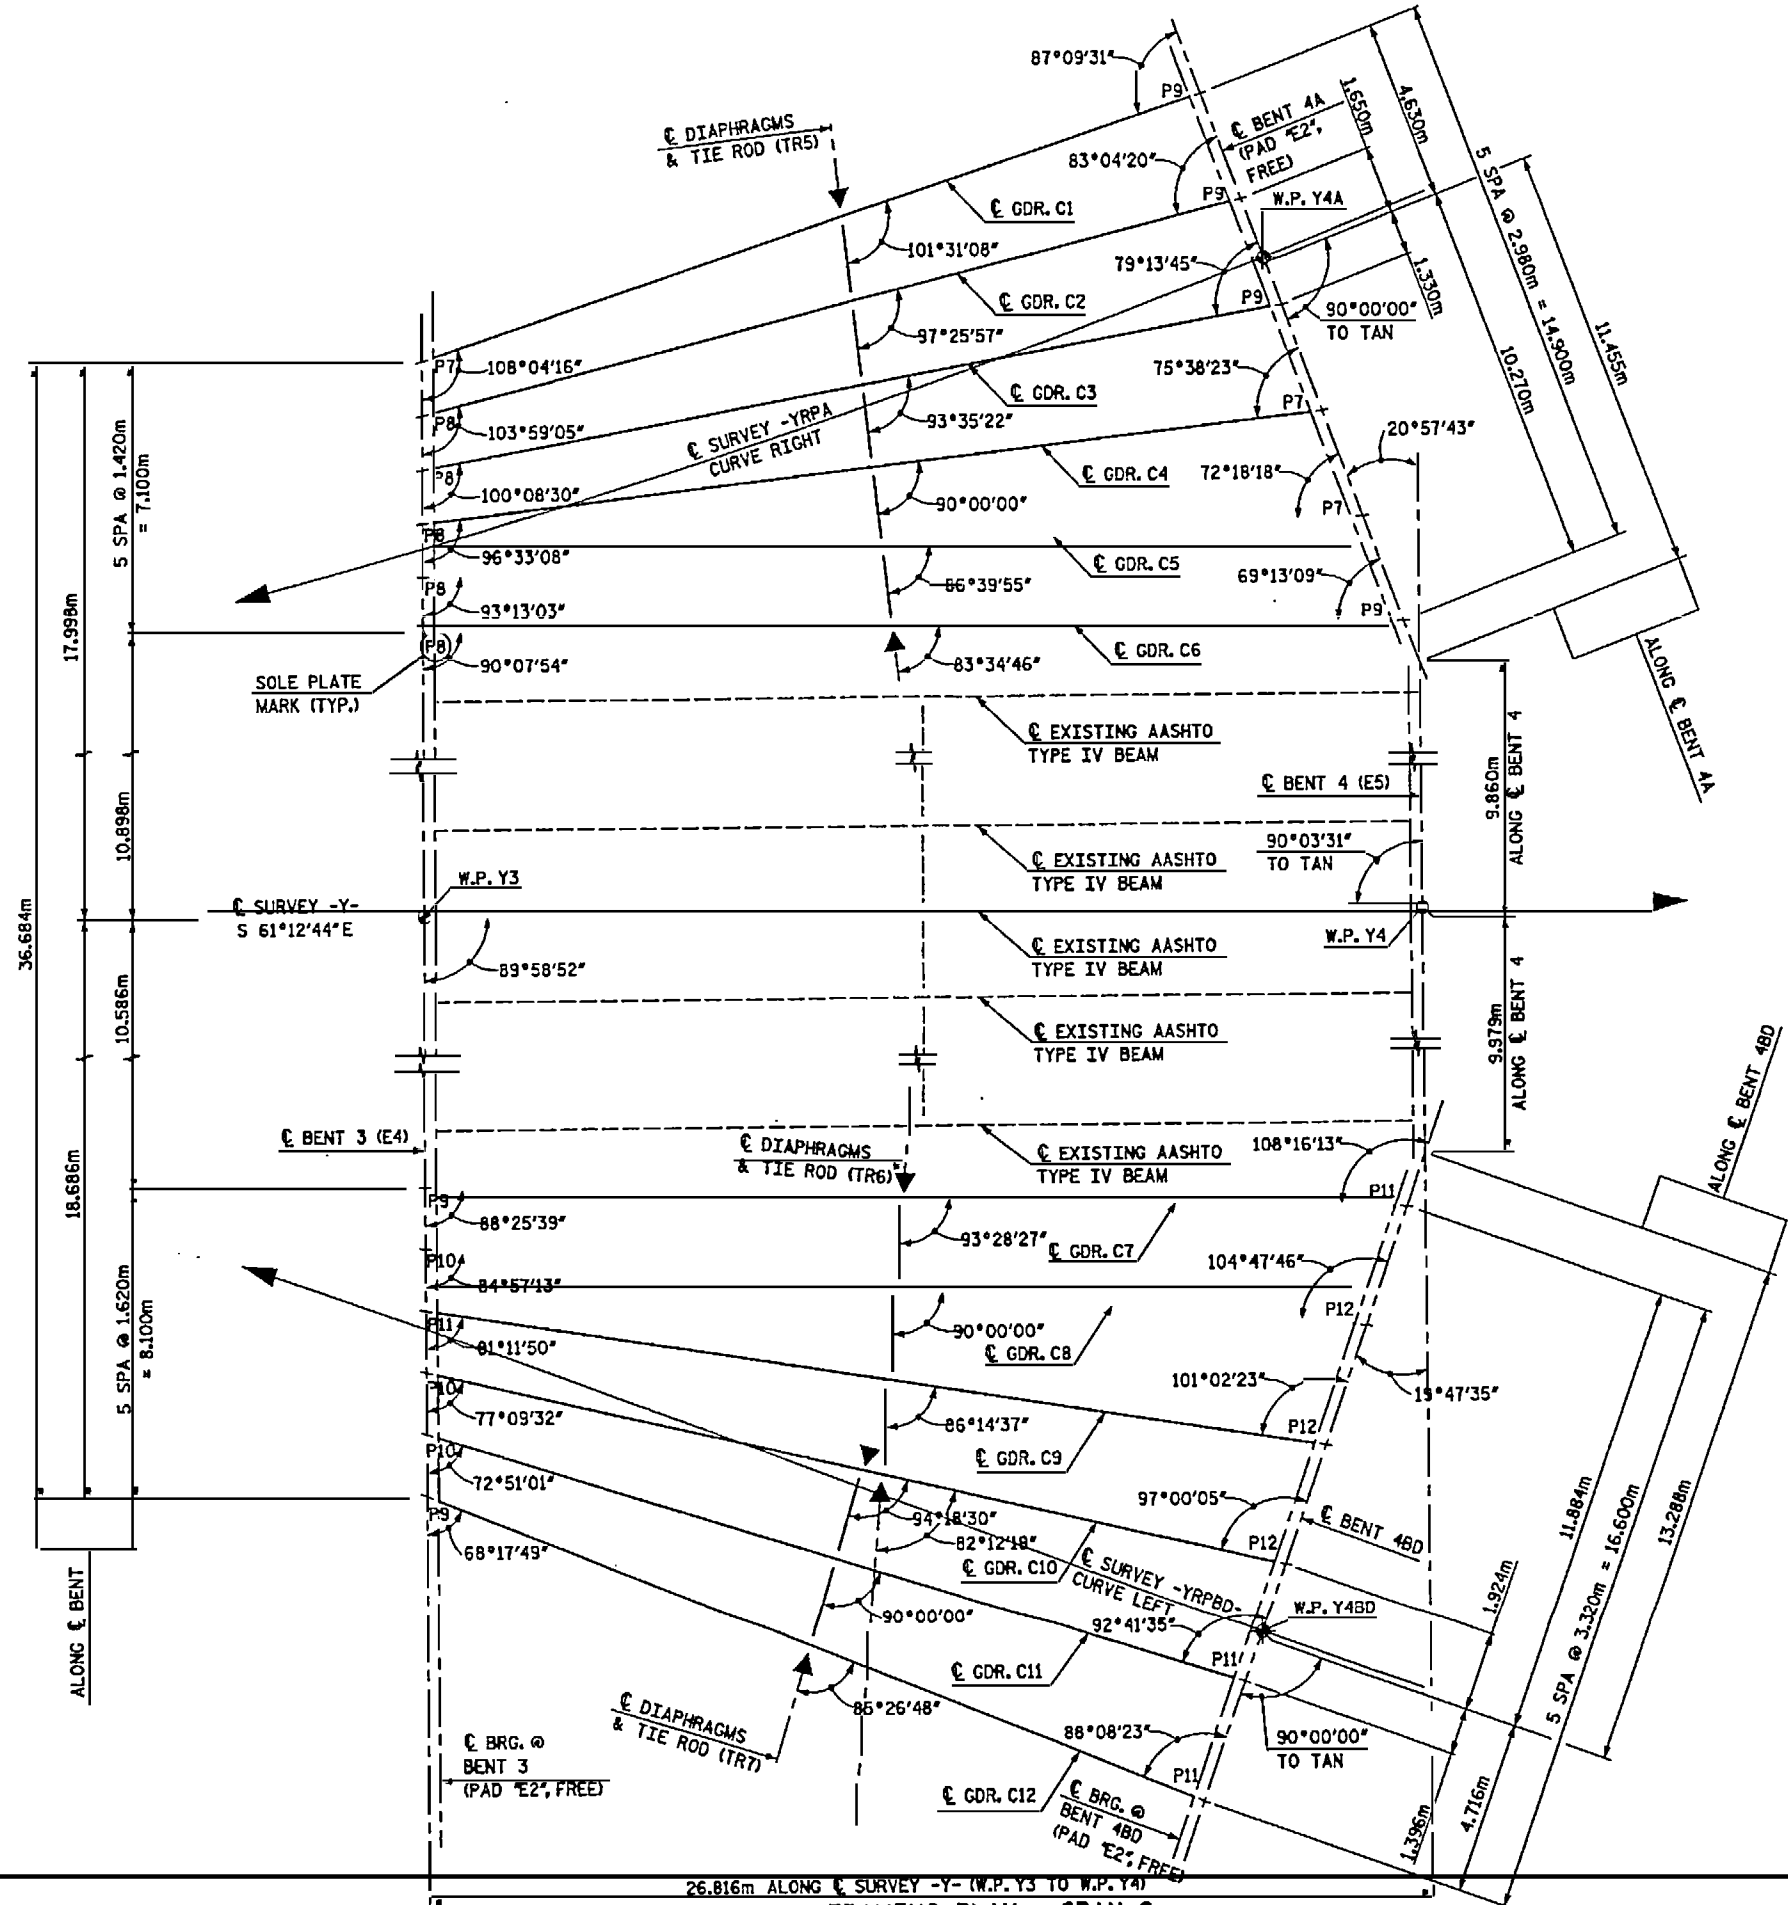 87°09'31"
P9
℄ DIAPHRAGMS
& TIE ROD (TR5)
℄ BENT 4A
(PAD "E2",
FREE)
1.650m
4.630m
5 SPA @ 2.980m = 14.900m
83°04'20"
P9
W.P. Y4A
℄ GDR. C1
101°31'08"
79°13'45"
P9
1.330m
11.455m
90°00'00"
TO TAN
10.270m
℄ GDR. C2
97°25'57"
P7
108°04'16"
75°38'23"
P7
℄ GDR. C3
93°35'22"
℄ SURVEY -YRPA
CURVE RIGHT
P8
103°59'05"
20°57'43"
℄ GDR. C4
72°18'18"
P7
P8
100°08'30"
90°00'00"
5 SPA @ 1.420m
= 7.100m
96°33'08"
℄ GDR. C5
86°39'55"
69°13'09"
P9
P8
93°13'03"
17.998m
(P8)
90°07'54"
℄ GDR. C6
83°34'46"
SOLE PLATE
MARK (TYP.)
ALONG ℄ BENT 4A
℄ EXISTING AASHTO
TYPE IV BEAM
℄ BENT 4 (E5)
9.860m
ALONG ℄ BENT 4
10.898m
℄ EXISTING AASHTO
TYPE IV BEAM
90°03'31"
TO TAN
W.P. Y3
36.684m
℄ SURVEY -Y-
S 61°12'44" E
℄ EXISTING AASHTO
TYPE IV BEAM
W.P. Y4
89°58'52"
10.586m
℄ EXISTING AASHTO
TYPE IV BEAM
9.979m
ALONG ℄ BENT 4
ALONG ℄ BENT 4BD
℄ BENT 3 (E4)
℄ DIAPHRAGMS
& TIE ROD (TR6)
℄ EXISTING AASHTO
TYPE IV BEAM
108°16'13"
P11
18.686m
P9
88°25'39"
93°28'27"
℄ GDR. C7
104°47'46"
P10
84°57'13"
P12
5 SPA @ 1.620m
= 8.100m
P11
81°11'50"
90°00'00"
℄ GDR. C8
101°02'23"
19°47'35"
P10
77°09'32"
86°14'37"
℄ GDR. C9
P12
P10
72°51'01"
97°00'05"
℄ BENT 4BD
11.884m
13.288m
P9
68°17'49"
94°18'30"
82°12'18"
℄ GDR. C10
P12
1.924m
5 SPA @ 3.320m = 16.600m
℄ SURVEY -YRPBD-
CURVE LEFT
90°00'00"
92°41'35"
W.P. Y4BD
ALONG ℄ BENT
℄ GDR. C11
P11
85°26'48"
℄ DIAPHRAGMS
& TIE ROD (TR7)
℄ BRG. @
BENT 3
(PAD "E2", FREE)
88°08'23"
90°00'00"
TO TAN
P11
℄ GDR. C12
℄ BRG. @
BENT 4BD
(PAD "E2", FREE)
1.396m
4.716m
26.816m ALONG ℄ SURVEY -Y- (W.P. Y3 TO W.P. Y4)